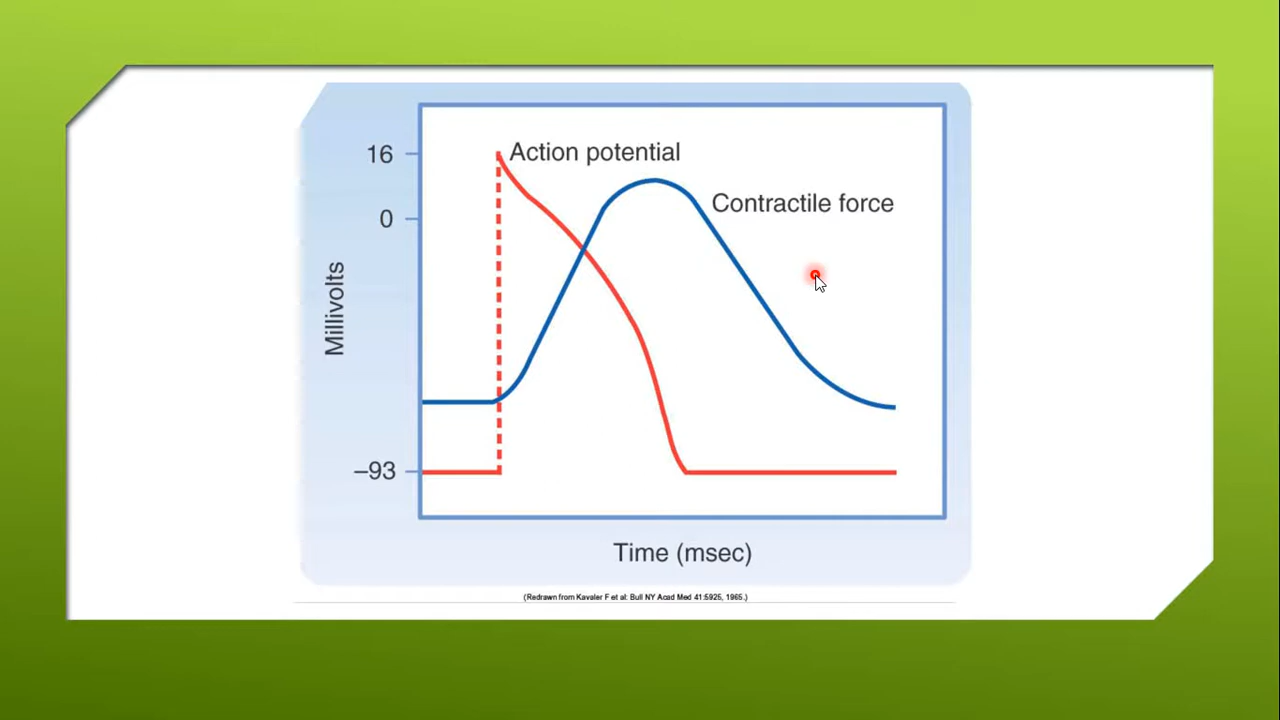 16
Action potential
Contractile force
0
Millivolts
–93
Time (msec)
(Redrawn from Kavaler F et al: Bull NY Acad Med 41:5925, 1965.)